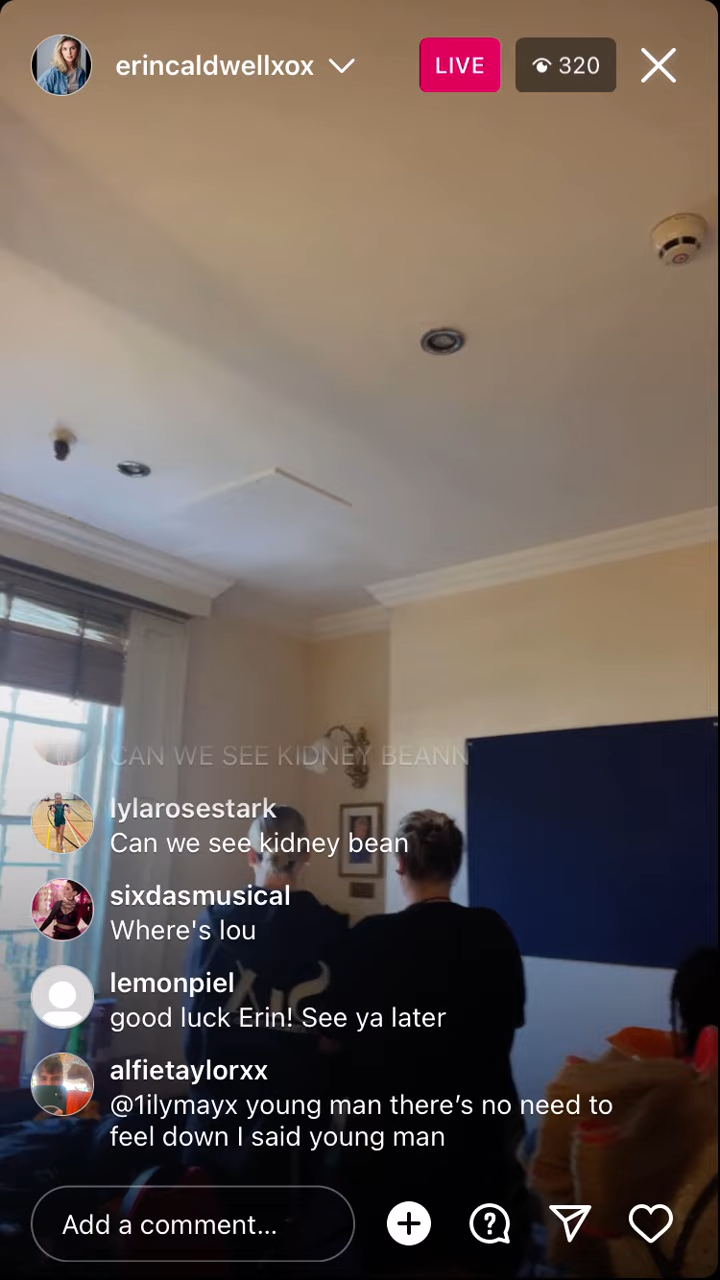 erincaldwellxox
LIVE
320
CAN WE SEE KIDNEY BEANN
lylarosestark
Can we see kidney bean
sixdasmusical
Where's lou
lemonpiel
good luck Erin! See ya later
alfietaylorxx
@1ilymayx young man there’s no need to
feel down I said young man
Add a comment...